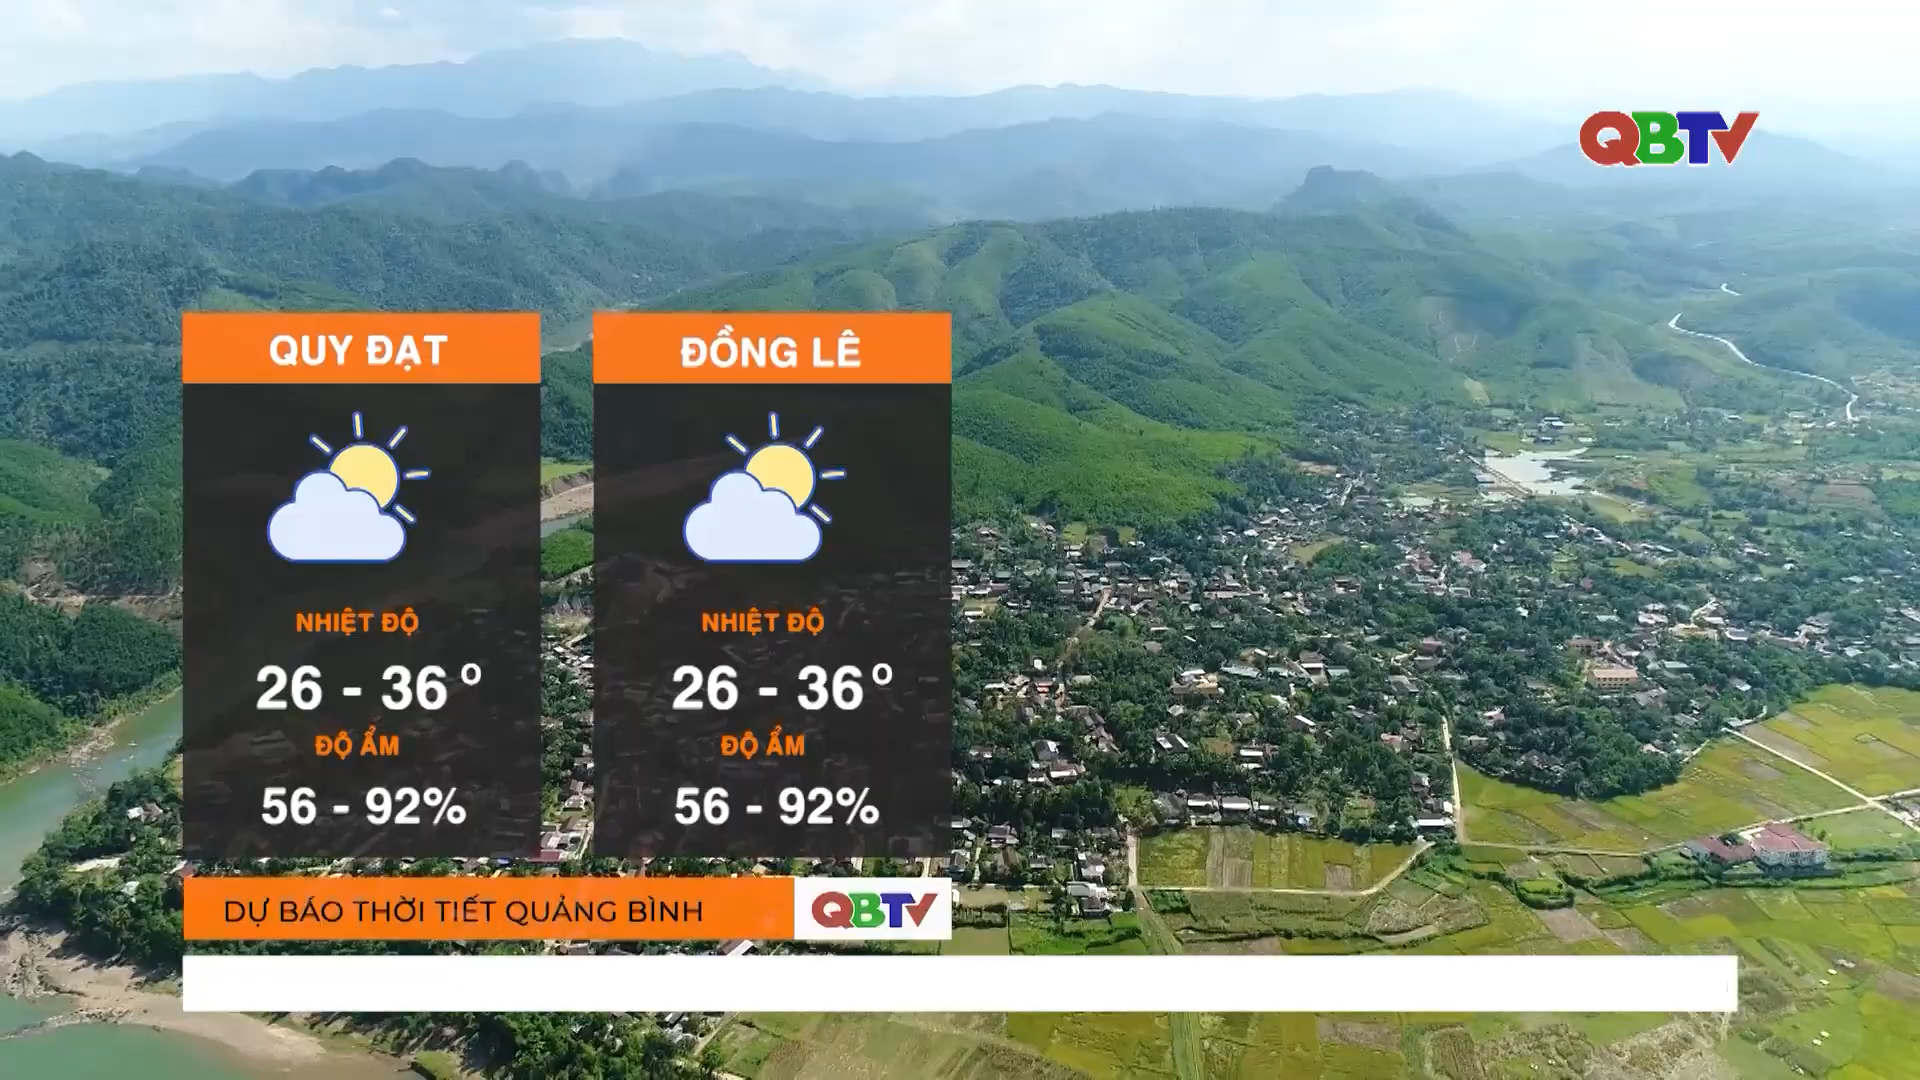 QBTV
QUY ĐẠT
NHIỆT ĐỘ
26 - 36°
ĐỘ ẨM
56 - 92%
ĐỒNG LÊ
NHIỆT ĐỘ
26 - 36°
ĐỘ ẨM
56 - 92%
DỰ BÁO THỜI TIẾT QUẢNG BÌNH
QBTV